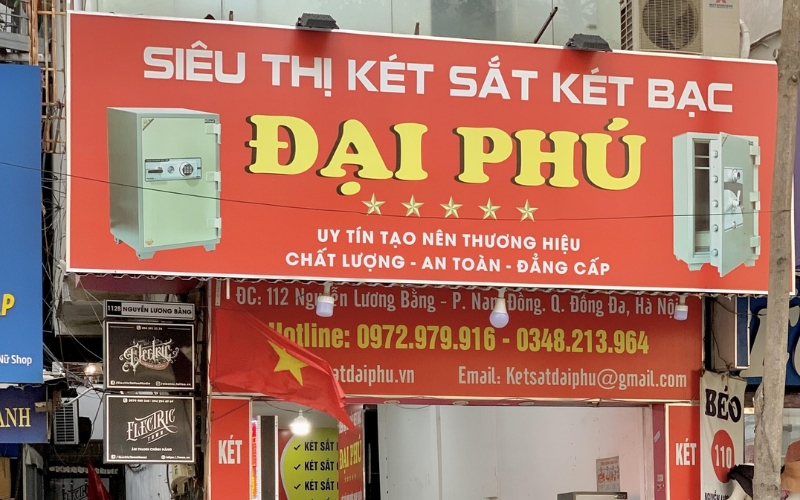 SIÊU THỊ KÉT SẮT KÉT BẠC
ĐẠI PHÚ
UY TÍN TẠO NÊN THƯƠNG HIỆU
CHẤT LƯỢNG - AN TOÀN - ĐẲNG CẤP
ĐC: 112 Nguyễn Lương Bằng - P. Nam Đồng. Q. Đống Đa, Hà Nội
Hotline: 0972.979.916 - 0348.213.964
satdaiphu.vn
Email: Ketsatdaiphu@gmail.com
NGUYỄN LƯƠNG BẰNG
Electric
ELECTRIC
Nữ Shop
ANH
KÉT
KÉT SẮT
KÉT SẮT
KÉT SẮT
ĐẠI PHÚ
KÉT
BÉO
110